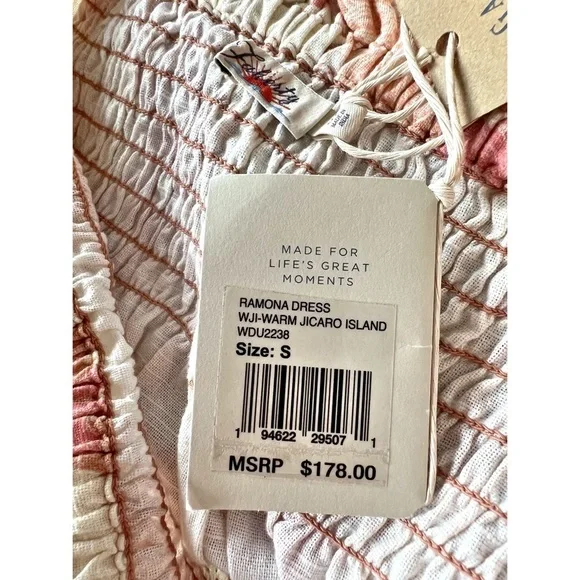 Faherty
MADE FOR
LIFE'S GREAT
MOMENTS
RAMONA DRESS
WJI-WARM JICARO ISLAND
WDU2238
Size: S
1 94622 29507 1
MSRP $178.00